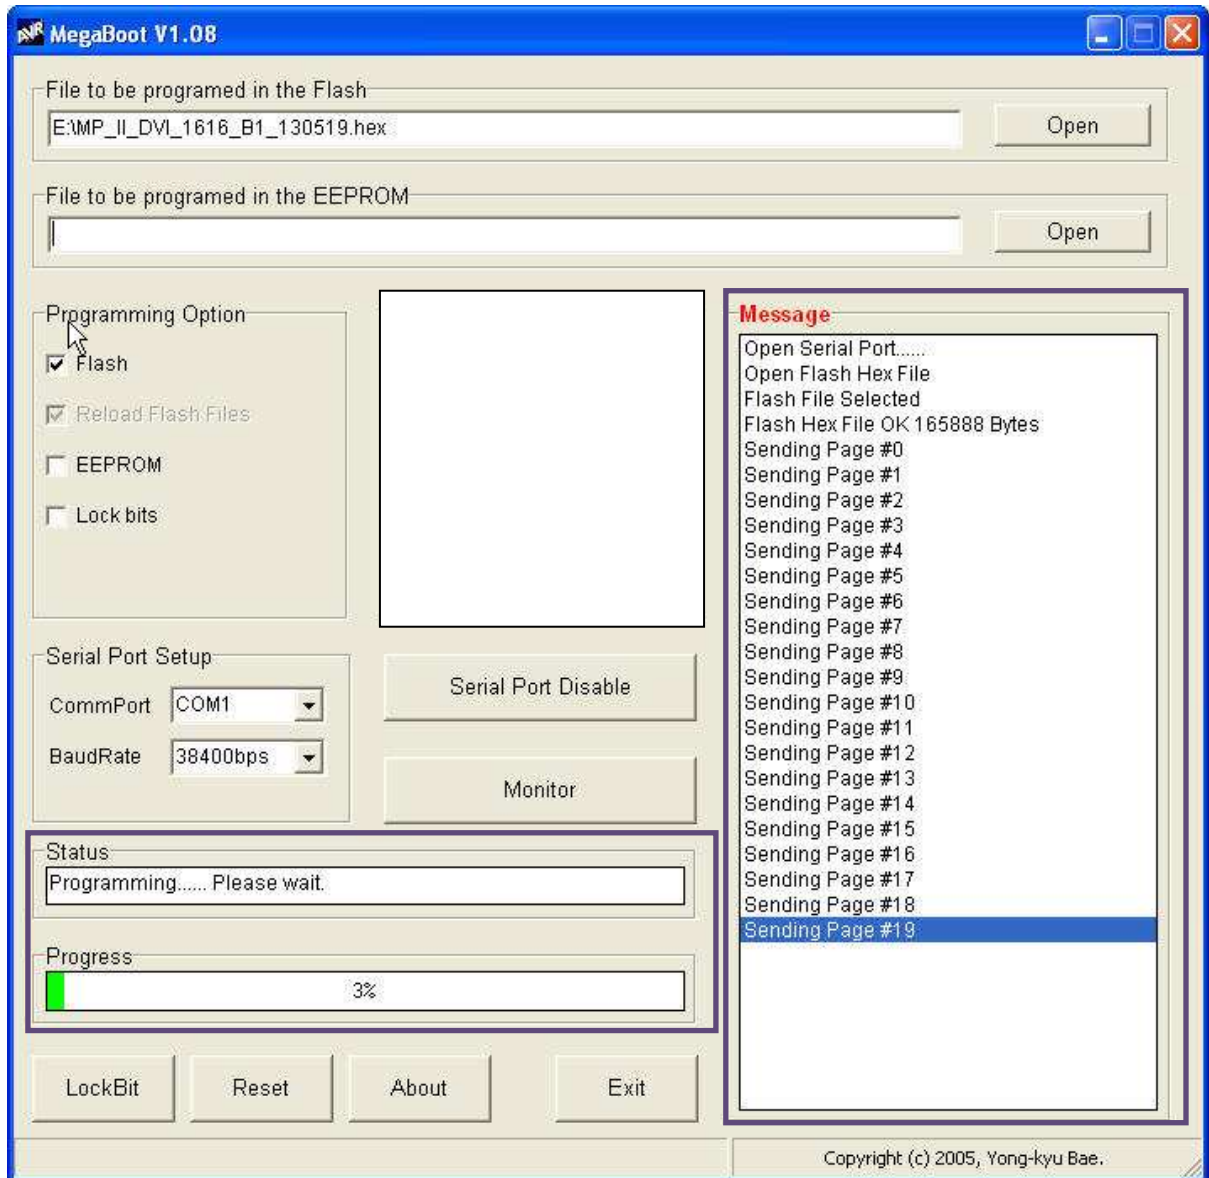 AVR MegaBoot V1.08
File to be programed in the Flash
E:\MP_II_DVI_1616_B1_130519.hex
Open
File to be programed in the EEPROM
Open
Programming Option
Flash
Reload Flash Files
EEPROM
Lock bits
Serial Port Setup
CommPort COM1
BaudRate 38400bps
Serial Port Disable
Monitor
Status
Programming...... Please wait.
Progress
3%
LockBit Reset About Exit
Message
Open Serial Port......
Open Flash Hex File
Flash File Selected
Flash Hex File OK 165888 Bytes
Sending Page #0
Sending Page #1
Sending Page #2
Sending Page #3
Sending Page #4
Sending Page #5
Sending Page #6
Sending Page #7
Sending Page #8
Sending Page #9
Sending Page #10
Sending Page #11
Sending Page #12
Sending Page #13
Sending Page #14
Sending Page #15
Sending Page #16
Sending Page #17
Sending Page #18
Sending Page #19
Copyright (c) 2005, Yong-kyu Bae.